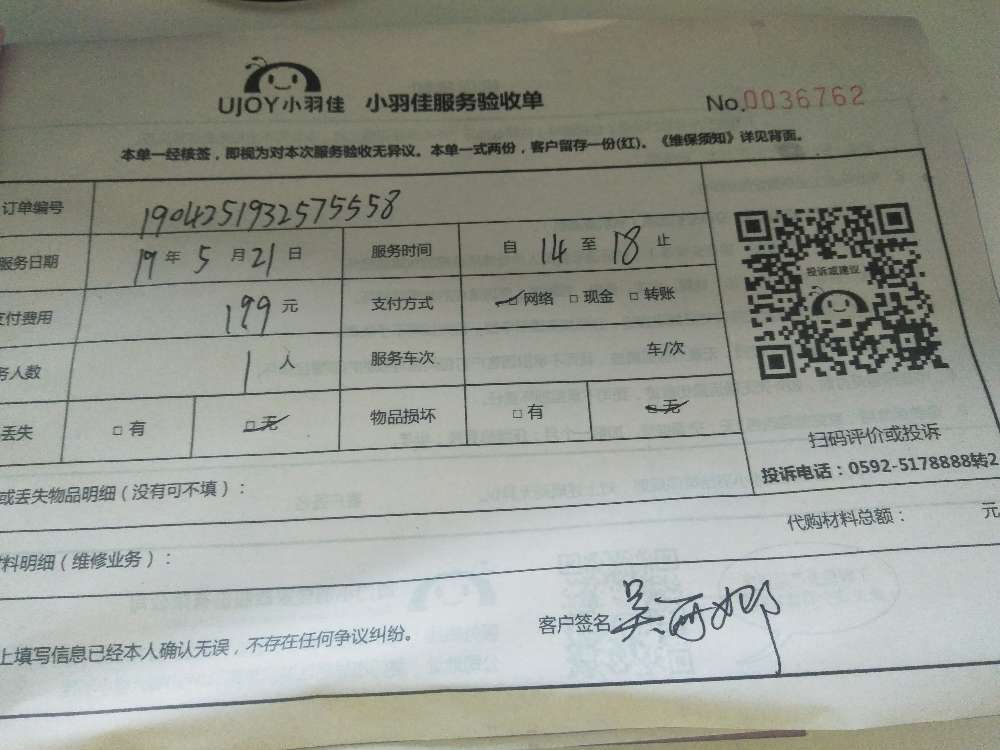 UJOY小羽佳 小羽佳服务验收单 No.0036762
本单一经核签，即视为对本次服务验收无异议。本单一式两份，客户留存一份(红)。《维保须知》详见背面。
订单编号 1904251932575558
服务日期 19年5月21日 服务时间 自14至18止
支付费用 199元 支付方式 □网络 □现金 □转账
务人数 1人 服务车次 车/次
丢失 □有 □无 物品损坏 □有 □无
投诉或建议
扫码评价或投诉
投诉电话：0592-5178888转2
或丢失物品明细（没有可不填）：
代购材料总额： 元
料明细（维修业务）：
上填写信息已经本人确认无误，不存在任何争议纠纷。
客户签名：吴丽娜